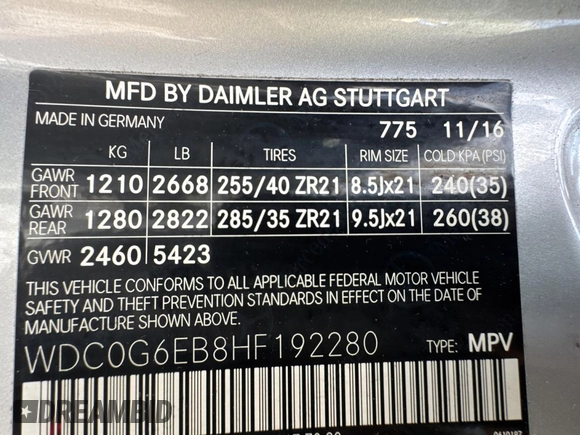 MFD BY DAIMLER AG STUTTGART
MADE IN GERMANY 775 11/16
KG LB TIRES RIM SIZE COLD KPA (PSI)
GAWR FRONT 1210 2668 255/40 ZR21 8.5Jx21 240(35)
GAWR REAR 1280 2822 285/35 ZR21 9.5Jx21 260(38)
GVWR 2460 5423
THIS VEHICLE CONFORMS TO ALL APPLICABLE FEDERAL MOTOR VEHICLE
SAFETY AND THEFT PREVENTION STANDARDS IN EFFECT ON THE DATE OF
MANUFACTURE SHOWN ABOVE.
WDC0G6EB8HF192280 TYPE: MPV
DREAMBID